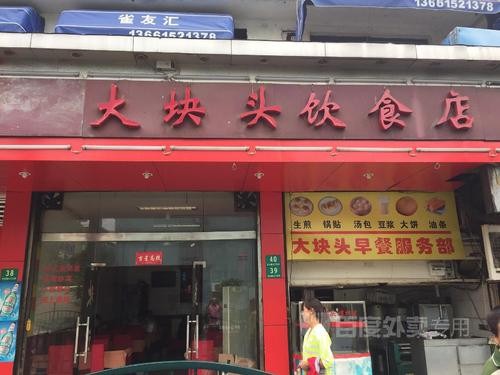 雀友汇
13661521378
13661521378
大块头饮食店
生煎 锅贴 汤包 豆浆 大饼 油条
大块头早餐服务部
38
40
39
百度外卖专用